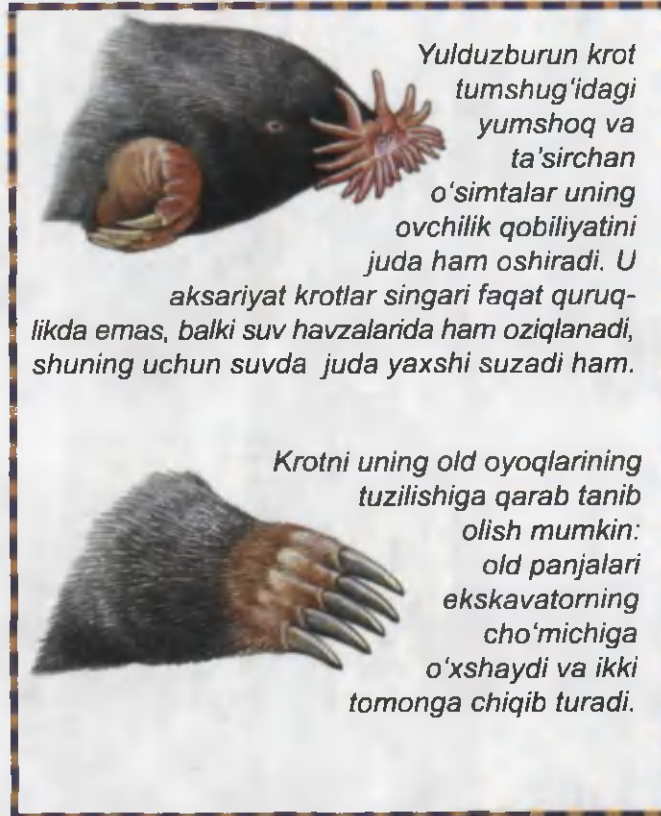 Yulduzburun krot
tumshug‘idagi
yumshoq va
ta'sirchan
o‘simtalar uning
ovchilik qobiliyatini
juda ham oshiradi. U
aksariyat krotlar singari faqat quruq-
likda emas, balki suv havzalarida ham oziqlanadi,
shuning uchun suvda juda yaxshi suzadi ham.
Krotni uning old oyoqlarining
tuzilishiga qarab tanib
olish mumkin:
old panjalari
ekskavatorning
cho‘michiga
o‘xshaydi va ikki
tomonga chiqib turadi.